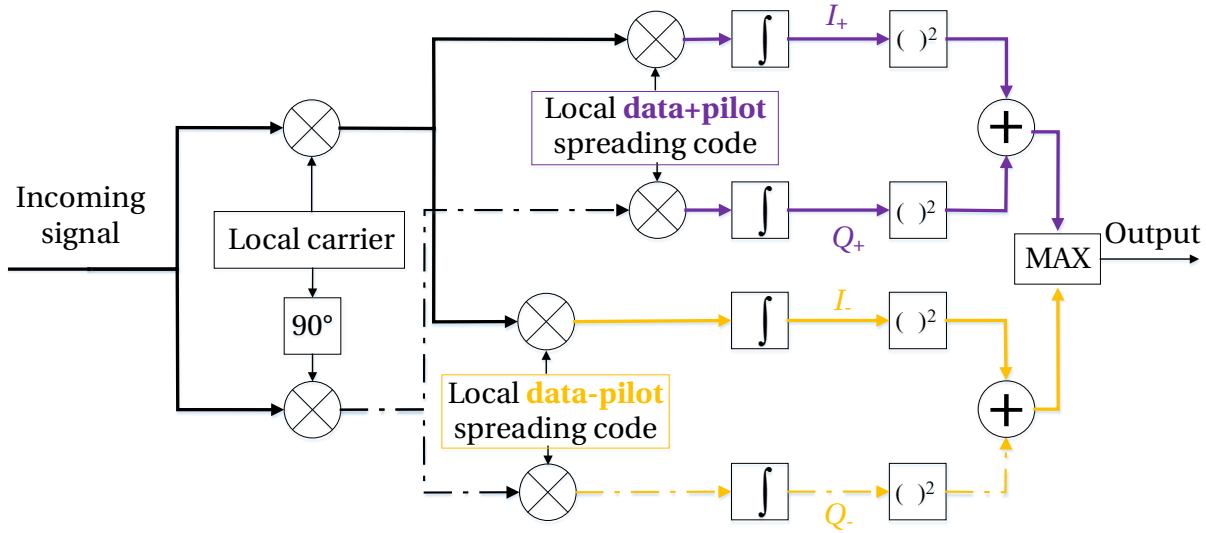 I+
( )²
Local data+pilot
spreading code
Incoming
signal
Local carrier
( )²
Q+
MAX
Output
90°
I-
( )²
Local data-pilot
spreading code
( )²
Q-
∫
∫
∫
∫
+
+